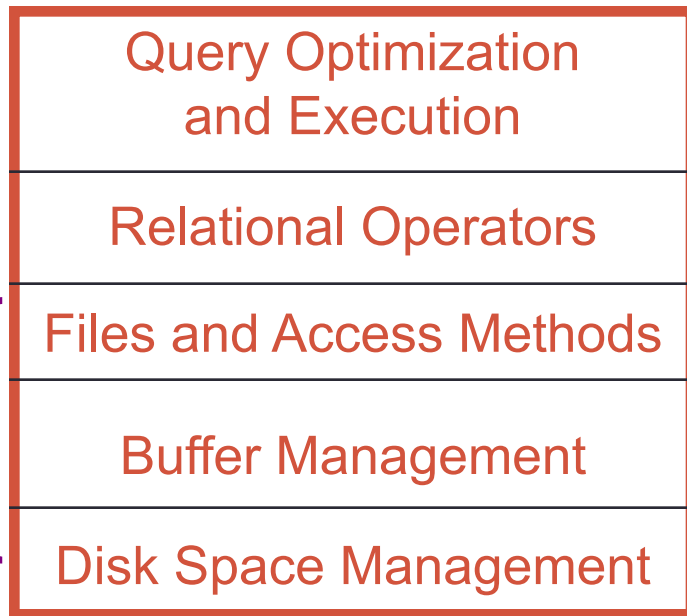 Query Optimization
and Execution
Relational Operators
Files and Access Methods
Buffer Management
Disk Space Management